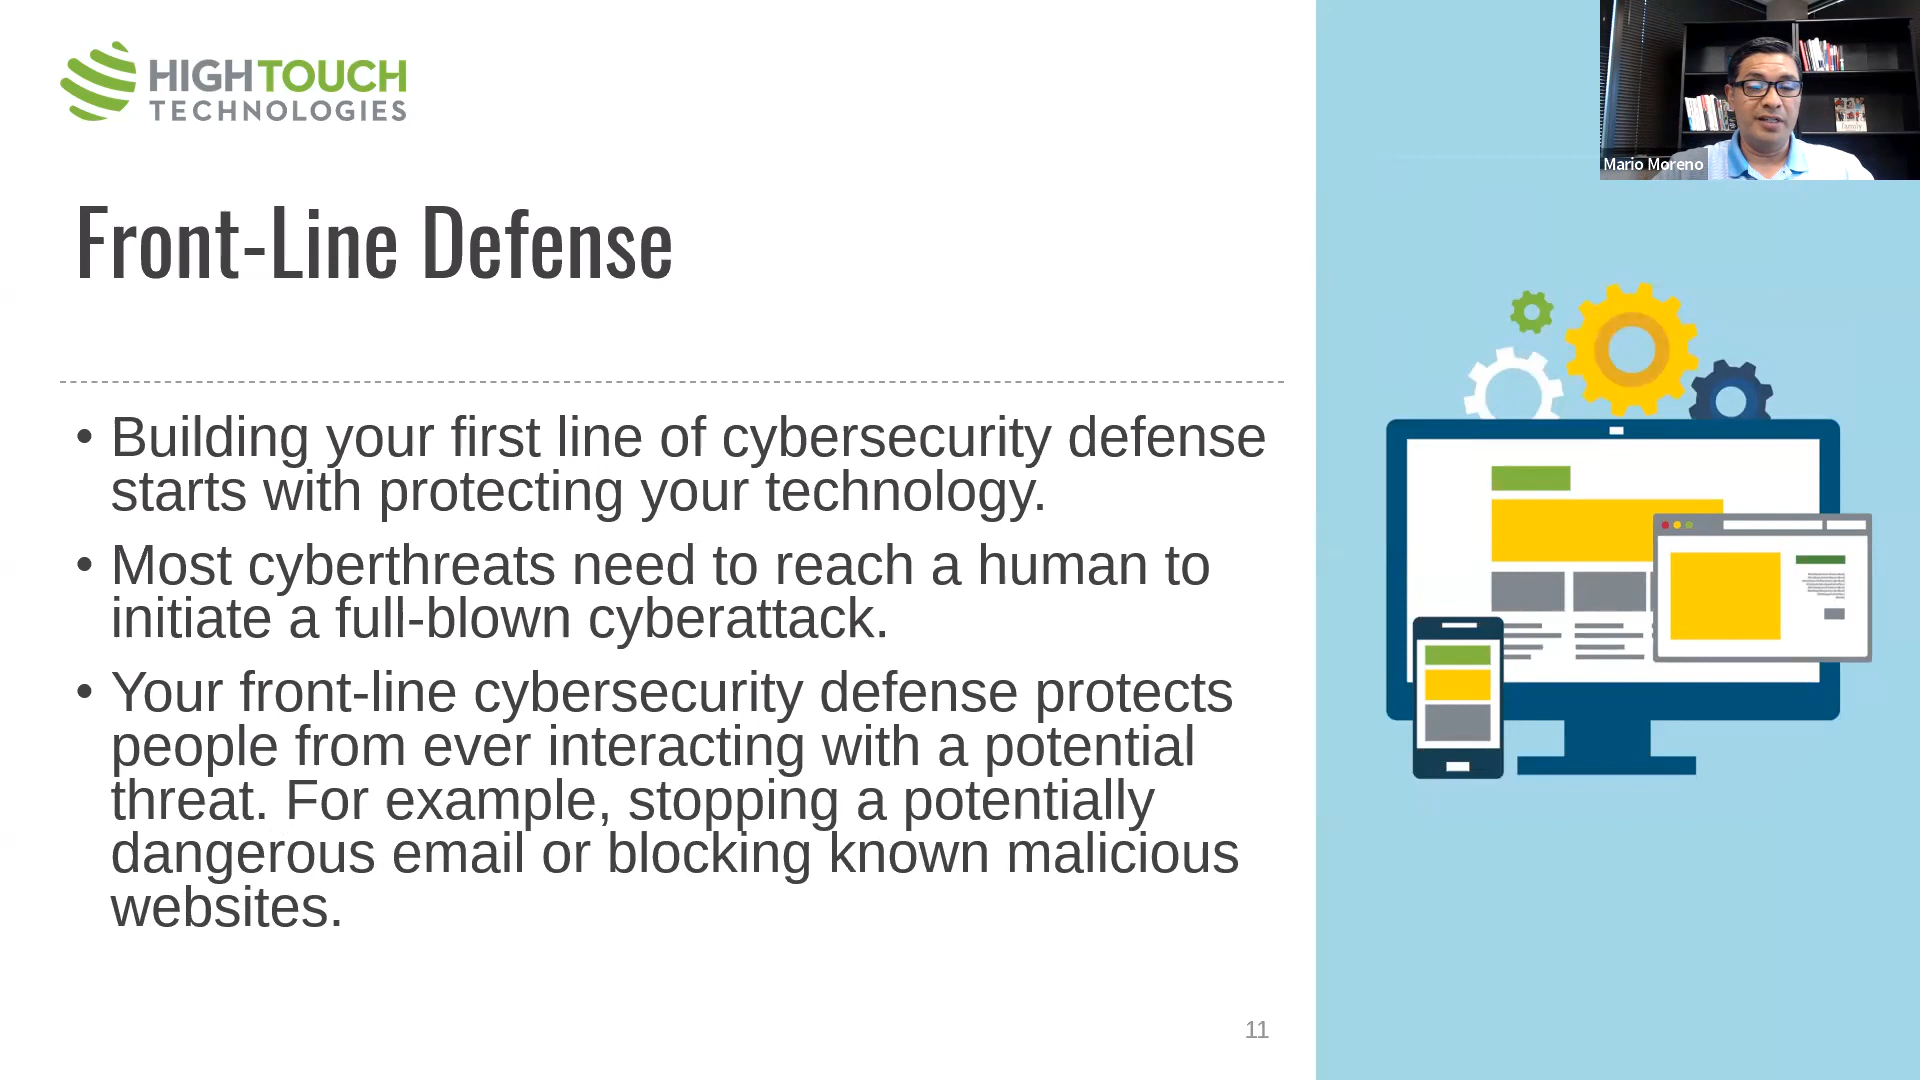 HIGHTOUCH
TECHNOLOGIES
Mario Moreno
Front-Line Defense
• Building your first line of cybersecurity defense
starts with protecting your technology.
• Most cyberthreats need to reach a human to
initiate a full-blown cyberattack.
• Your front-line cybersecurity defense protects
people from ever interacting with a potential
threat. For example, stopping a potentially
dangerous email or blocking known malicious
websites.
11